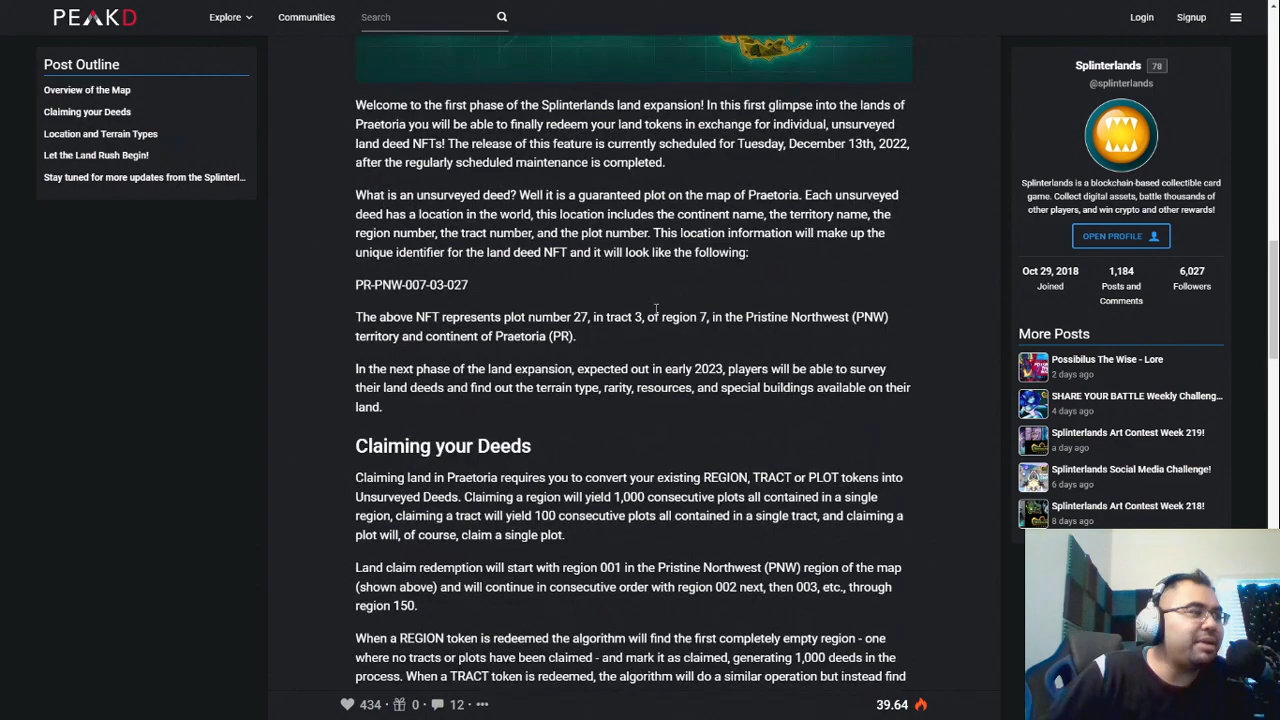 PEAKD
Explore
Communities
Search
Login
Signup
Post Outline
Overview of the Map
Claiming your Deeds
Location and Terrain Types
Let the Land Rush Begin!
Stay tuned for more updates from the Splinterl...
Welcome to the first phase of the Splinterlands land expansion! In this first glimpse into the lands of
Praetoria you will be able to finally redeem your land tokens in exchange for individual, unsurveyed
land deed NFTs! The release of this feature is currently scheduled for Tuesday, December 13th, 2022,
after the regularly scheduled maintenance is completed.
What is an unsurveyed deed? Well it is a guaranteed plot on the map of Praetoria. Each unsurveyed
deed has a location in the world, this location includes the continent name, the territory name, the
region number, the tract number, and the plot number. This location information will make up the
unique identifier for the land deed NFT and it will look like the following:
PR-PNW-007-03-027
The above NFT represents plot number 27, in tract 3, of region 7, in the Pristine Northwest (PNW)
territory and continent of Praetoria (PR).
In the next phase of the land expansion, expected out in early 2023, players will be able to survey
their land deeds and find out the terrain type, rarity, resources, and special buildings available on their
land.
Claiming your Deeds
Claiming land in Praetoria requires you to convert your existing REGION, TRACT or PLOT tokens into
Unsurveyed Deeds. Claiming a region will yield 1,000 consecutive plots all contained in a single
region, claiming a tract will yield 100 consecutive plots all contained in a single tract, and claiming a
plot will, of course, claim a single plot.
Land claim redemption will start with region 001 in the Pristine Northwest (PNW) region of the map
(shown above) and will continue in consecutive order with region 002 next, then 003, etc., through
region 150.
When a REGION token is redeemed the algorithm will find the first completely empty region - one
where no tracts or plots have been claimed - and mark it as claimed, generating 1,000 deeds in the
process. When a TRACT token is redeemed, the algorithm will do a similar operation but instead find
434 · 0 · 12 ·
39.64
Splinterlands 78
@splinterlands
Splinterlands is a blockchain-based collectible card
game. Collect digital assets, battle thousands of
other players, and win crypto and other rewards!
OPEN PROFILE
Oct 29, 2018 1,184 6,027
Joined Posts and Followers
Comments
More Posts
Possibilus The Wise - Lore
2 days ago
SHARE YOUR BATTLE Weekly Challeng...
4 days ago
Splinterlands Art Contest Week 219!
a day ago
Splinterlands Social Media Challenge!
6 days ago
Splinterlands Art Contest Week 218!
8 days ago